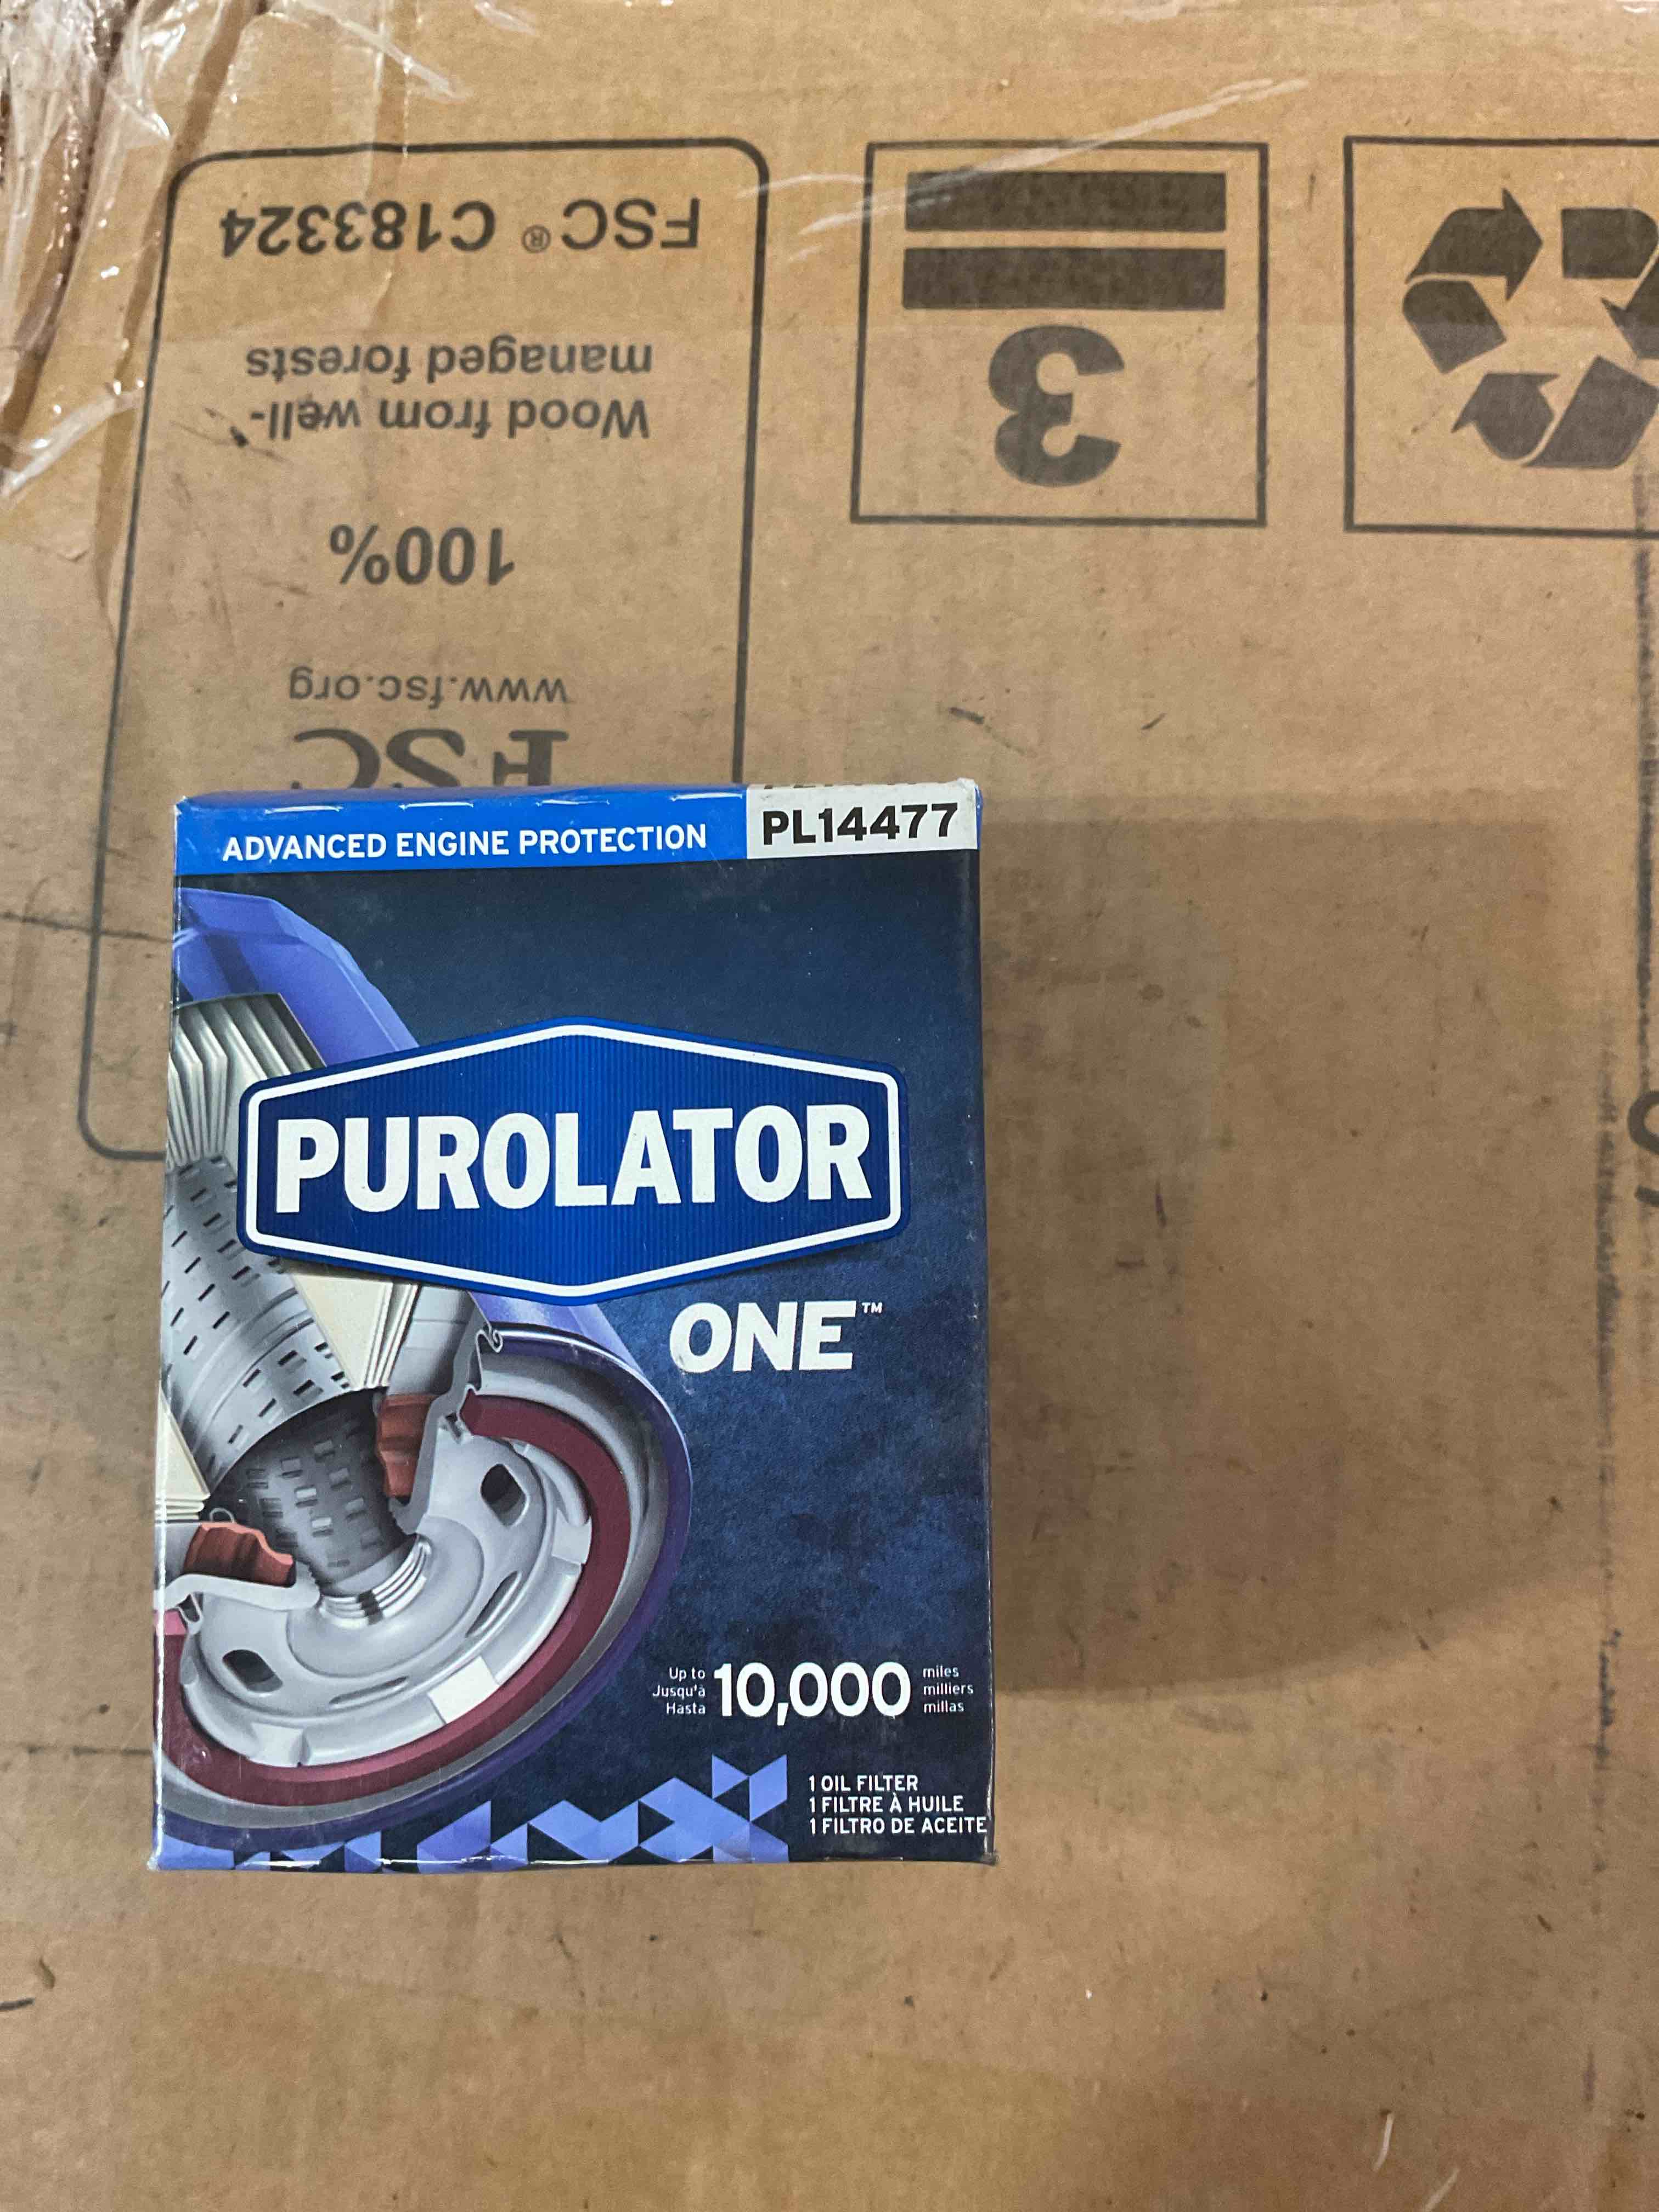 FSC® C183324
managed forests
Wood from well-
100%
www.fsc.org
FSC
3
ADVANCED ENGINE PROTECTION
PL14477
PUROLATOR
ONE™
Up to
Jusqu'à
Hasta
10,000
miles
milliers
millas
1 OIL FILTER
1 FILTRE À HUILE
1 FILTRO DE ACEITE